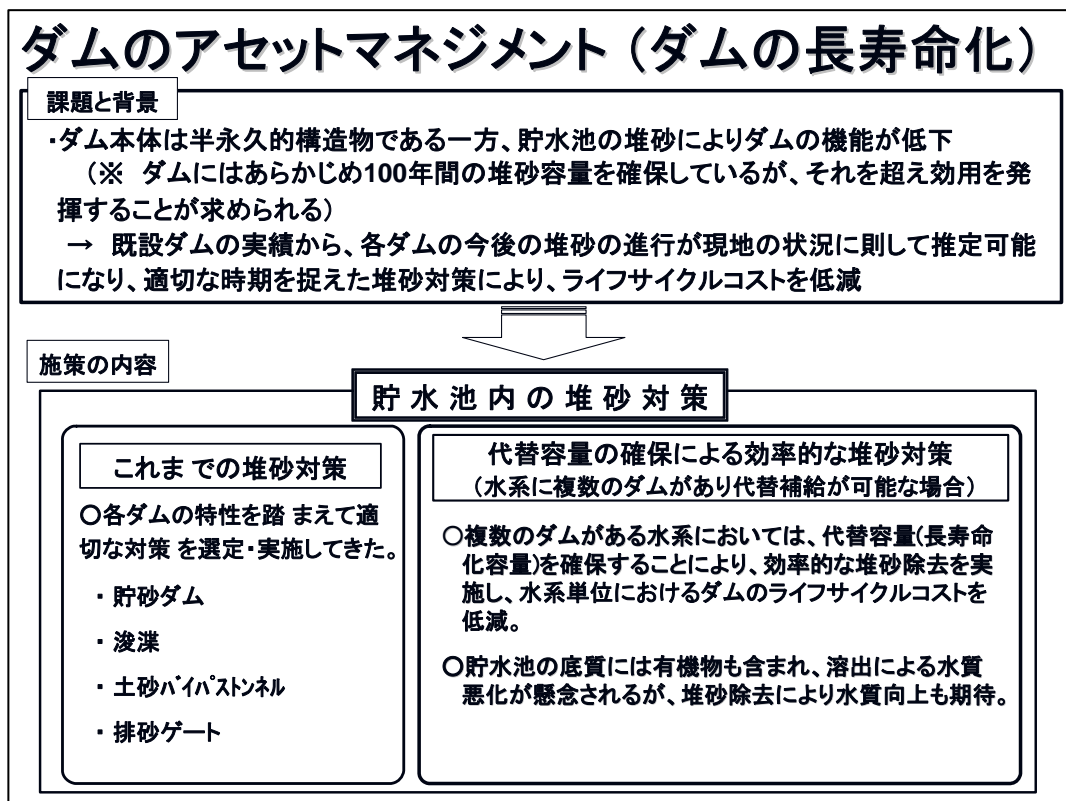 ダムのアセットマネジメント（ダムの長寿命化）
課題と背景
・ダム本体は半永久的構造物である一方、貯水池の堆砂によりダムの機能が低下
（※　ダムにはあらかじめ100年間の堆砂容量を確保しているが、それを超え効用を発
揮することが求められる）
→　既設ダムの実績から、各ダムの今後の堆砂の進行が現地の状況に則して推定可能
になり、適切な時期を捉えた堆砂対策により、ライフサイクルコストを低減
施策の内容
貯水池内の堆砂対策
これま での堆砂対策
○各ダムの特性を踏 まえて適
切な対策 を選定・実施してきた。
・ 貯砂ダム
・ 浚渫
・ 土砂ﾊﾞｲﾊﾟｽトンネル
・ 排砂ゲート
代替容量の確保による効率的な堆砂対策
（水系に複数のダムがあり代替補給が可能な場合）
○複数のダムがある水系においては、代替容量(長寿命
化容量)を確保することにより、効率的な堆砂除去を実
施し、水系単位におけるダムのライフサイクルコストを
低減。
○貯水池の底質には有機物も含まれ、溶出による水質
悪化が懸念されるが、堆砂除去により水質向上も期待。